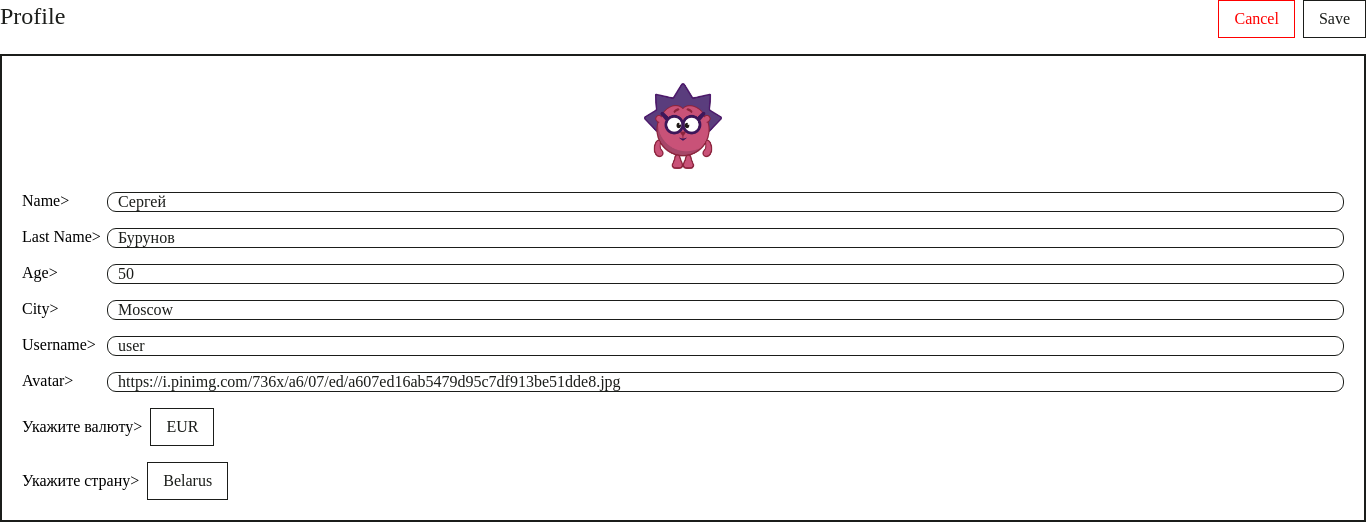 Profile
Cancel Save
Name> Сергей
Last Name> Бурунов
Age> 50
City> Moscow
Username> user
Avatar> https://i.pinimg.com/736x/a6/07/ed/a607ed16ab5479d95c7df913be51dde8.jpg
Укажите валюту> EUR
Укажите страну> Belarus